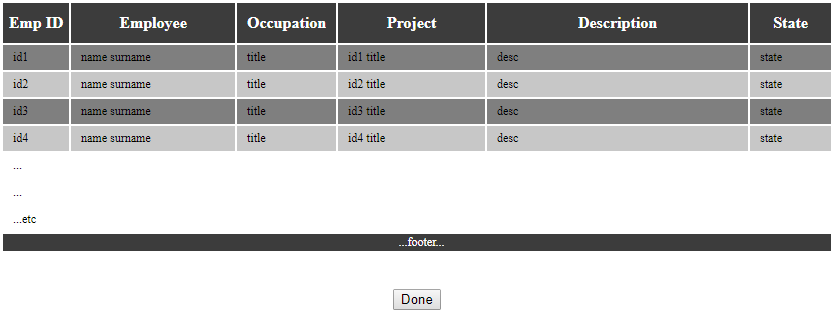 Emp ID Employee Occupation Project Description State
id1 name surname title id1 title desc state
id2 name surname title id2 title desc state
id3 name surname title id3 title desc state
id4 name surname title id4 title desc state
...
...
...etc
...footer...
Done